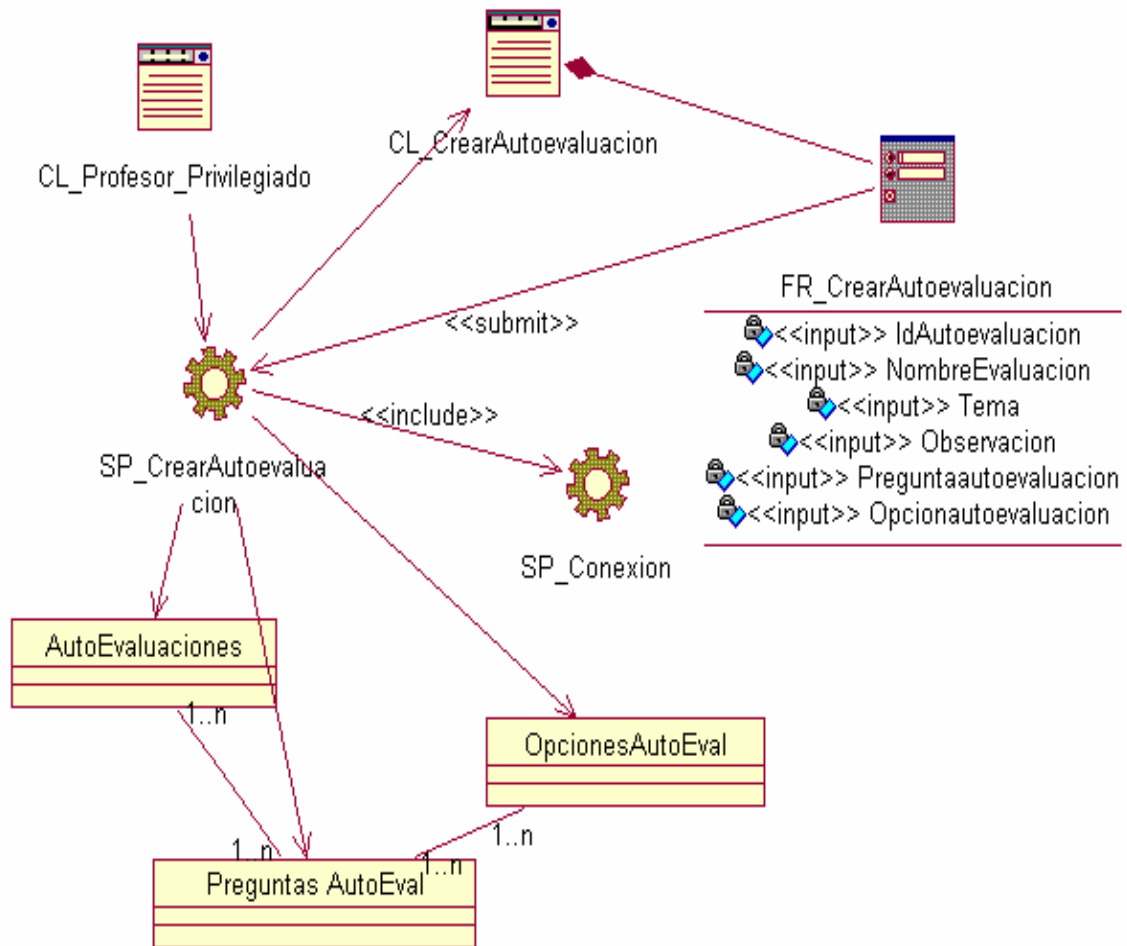 CL_Profesor_Privilegiado
CL_CrearAutoevaluacion
FR_CrearAutoevaluacion
<<input>> IdAutoevaluacion
<<input>> NombreEvaluacion
<<input>> Tema
<<input>> Observacion
<<input>> Preguntaautoevaluacion
<<input>> Opcionautoevaluacion
<<submit>>
<<include>>
SP_CrearAutoevalua
cion
SP_Conexion
AutoEvaluaciones
1..n
OpcionesAutoEval
1..n
1..n
1..n
Preguntas AutoEval